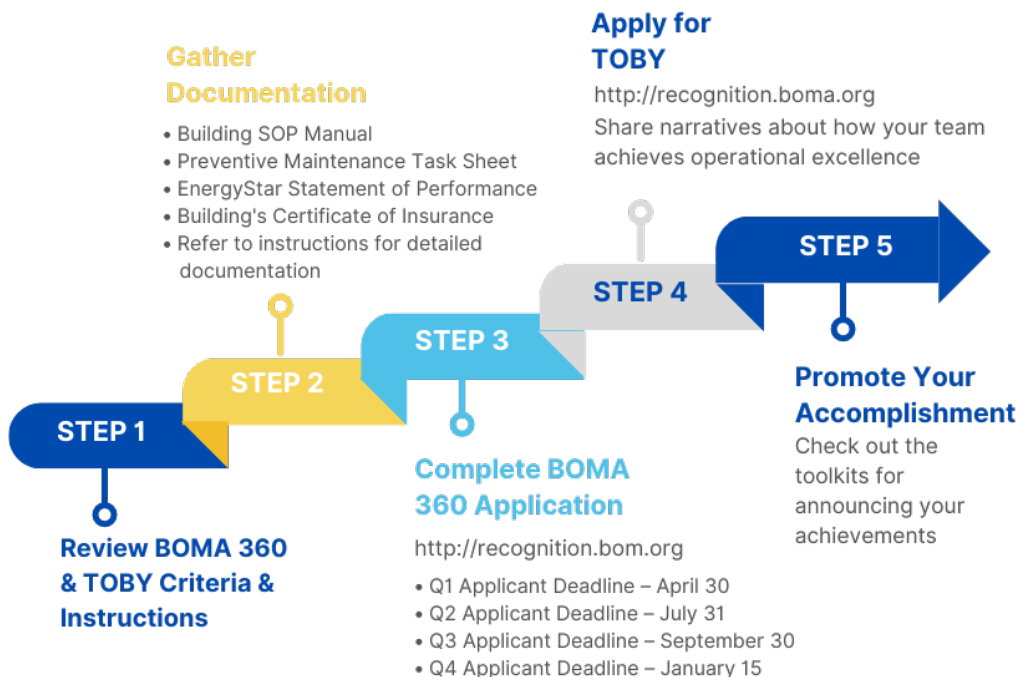 STEP 1
Review BOMA 360
& TOBY Criteria &
Instructions
STEP 2
Gather
Documentation
• Building SOP Manual
• Preventive Maintenance Task Sheet
• EnergyStar Statement of Performance
• Building's Certificate of Insurance
• Refer to instructions for detailed
documentation
STEP 3
Complete BOMA
360 Application
http://recognition.bom.org
• Q1 Applicant Deadline – April 30
• Q2 Applicant Deadline – July 31
• Q3 Applicant Deadline – September 30
• Q4 Applicant Deadline – January 15
STEP 4
Apply for
TOBY
http://recognition.boma.org
Share narratives about how your team
achieves operational excellence
STEP 5
Promote Your
Accomplishment
Check out the
toolkits for
announcing your
achievements